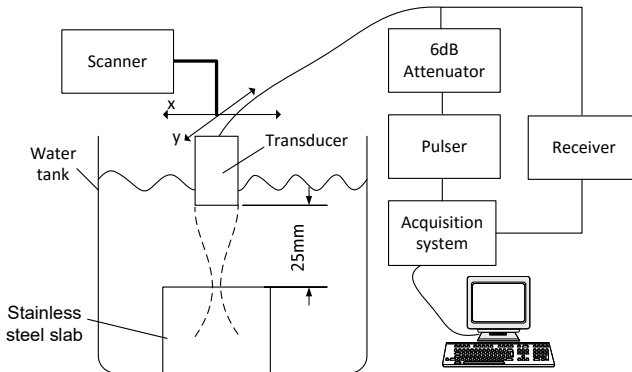 Scanner
x
y
Water
tank
Transducer
25mm
Stainless
steel slab
6dB
Attenuator
Pulser
Receiver
Acquisition
system